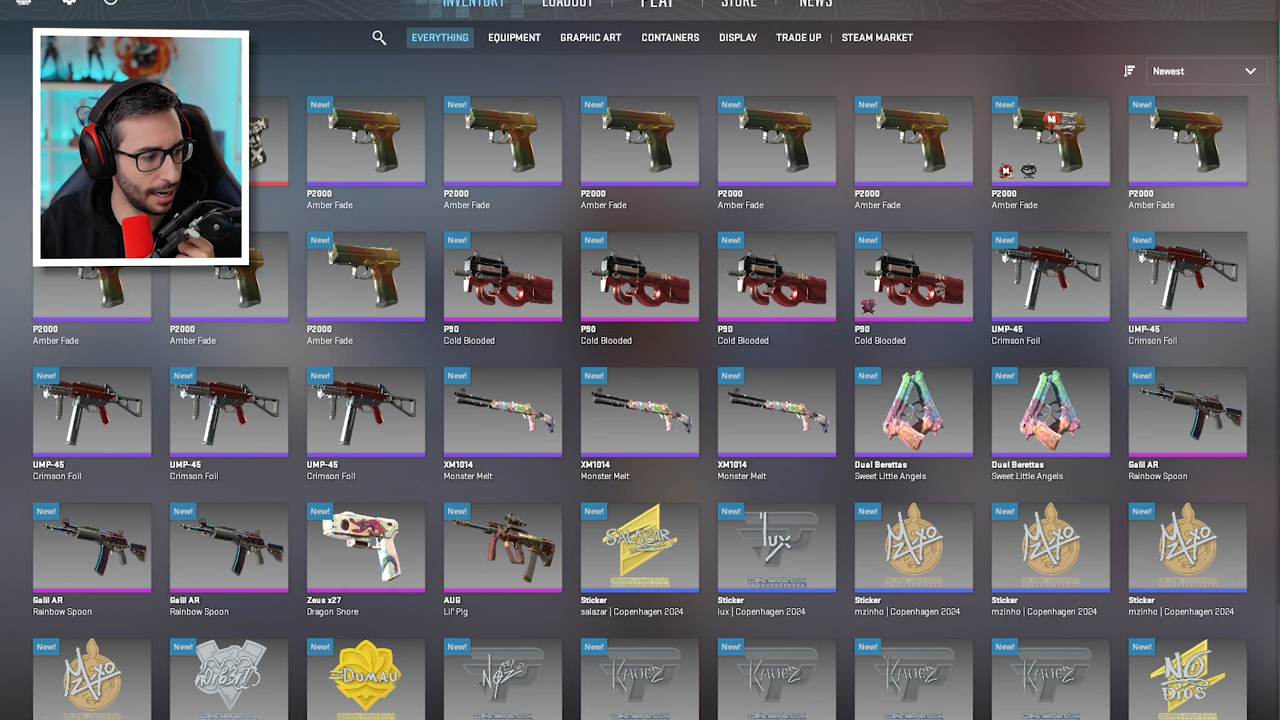 INVENTORY LOADOUT PLAY STORE NEWS
EVERYTHING EQUIPMENT GRAPHIC ART CONTAINERS DISPLAY TRADE UP STEAM MARKET
Newest
New! New! New! New! New! New! New!
P2000 P2000 P2000 P2000 P2000 P2000 P2000
Amber Fade Amber Fade Amber Fade Amber Fade Amber Fade Amber Fade Amber Fade
New! New! New! New! New! New! New!
P2000 P2000 P2000 P90 P90 P90 P90 UMP-45 UMP-45
Amber Fade Amber Fade Amber Fade Cold Blooded Cold Blooded Cold Blooded Cold Blooded Crimson Foil Crimson Foil
New! New! New! New! New! New! New! New! New!
UMP-45 UMP-45 UMP-45 XM1014 XM1014 XM1014 Dual Berettas Dual Berettas Galil AR
Crimson Foil Crimson Foil Crimson Foil Monster Melt Monster Melt Monster Melt Sweet Little Angels Sweet Little Angels Rainbow Spoon
New! New! New! New! New! New! New! New! New!
SALAZAR lux
Galil AR Galil AR Zeus x27 AUG Sticker Sticker Sticker Sticker Sticker
Rainbow Spoon Rainbow Spoon Dragon Snore Lil' Pig salazar | Copenhagen 2024 lux | Copenhagen 2024 mzinho | Copenhagen 2024 mzinho | Copenhagen 2024 mzinho | Copenhagen 2024
New! New! New! New! New! New! New! New! New!
DUMAU KAUEZ KAUEZ KAUEZ KAUEZ NO DIOS